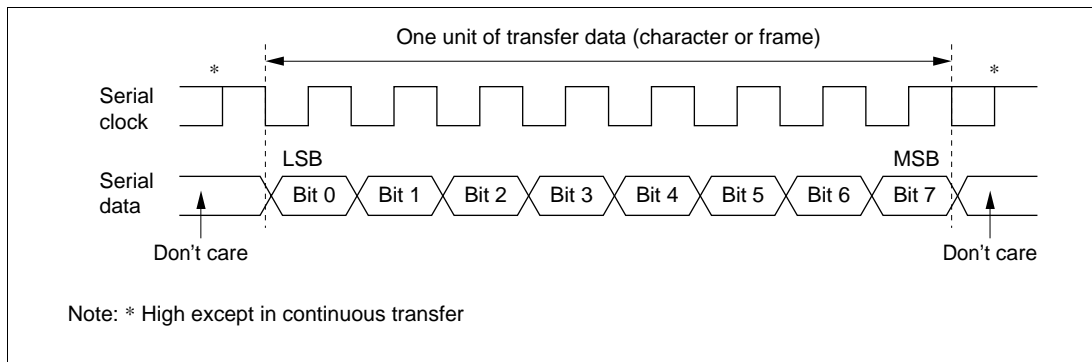 One unit of transfer data (character or frame)
* *
Serial
clock
LSB MSB
Serial
data
Bit 0 Bit 1 Bit 2 Bit 3 Bit 4 Bit 5 Bit 6 Bit 7
Don't care Don't care
Note: * High except in continuous transfer